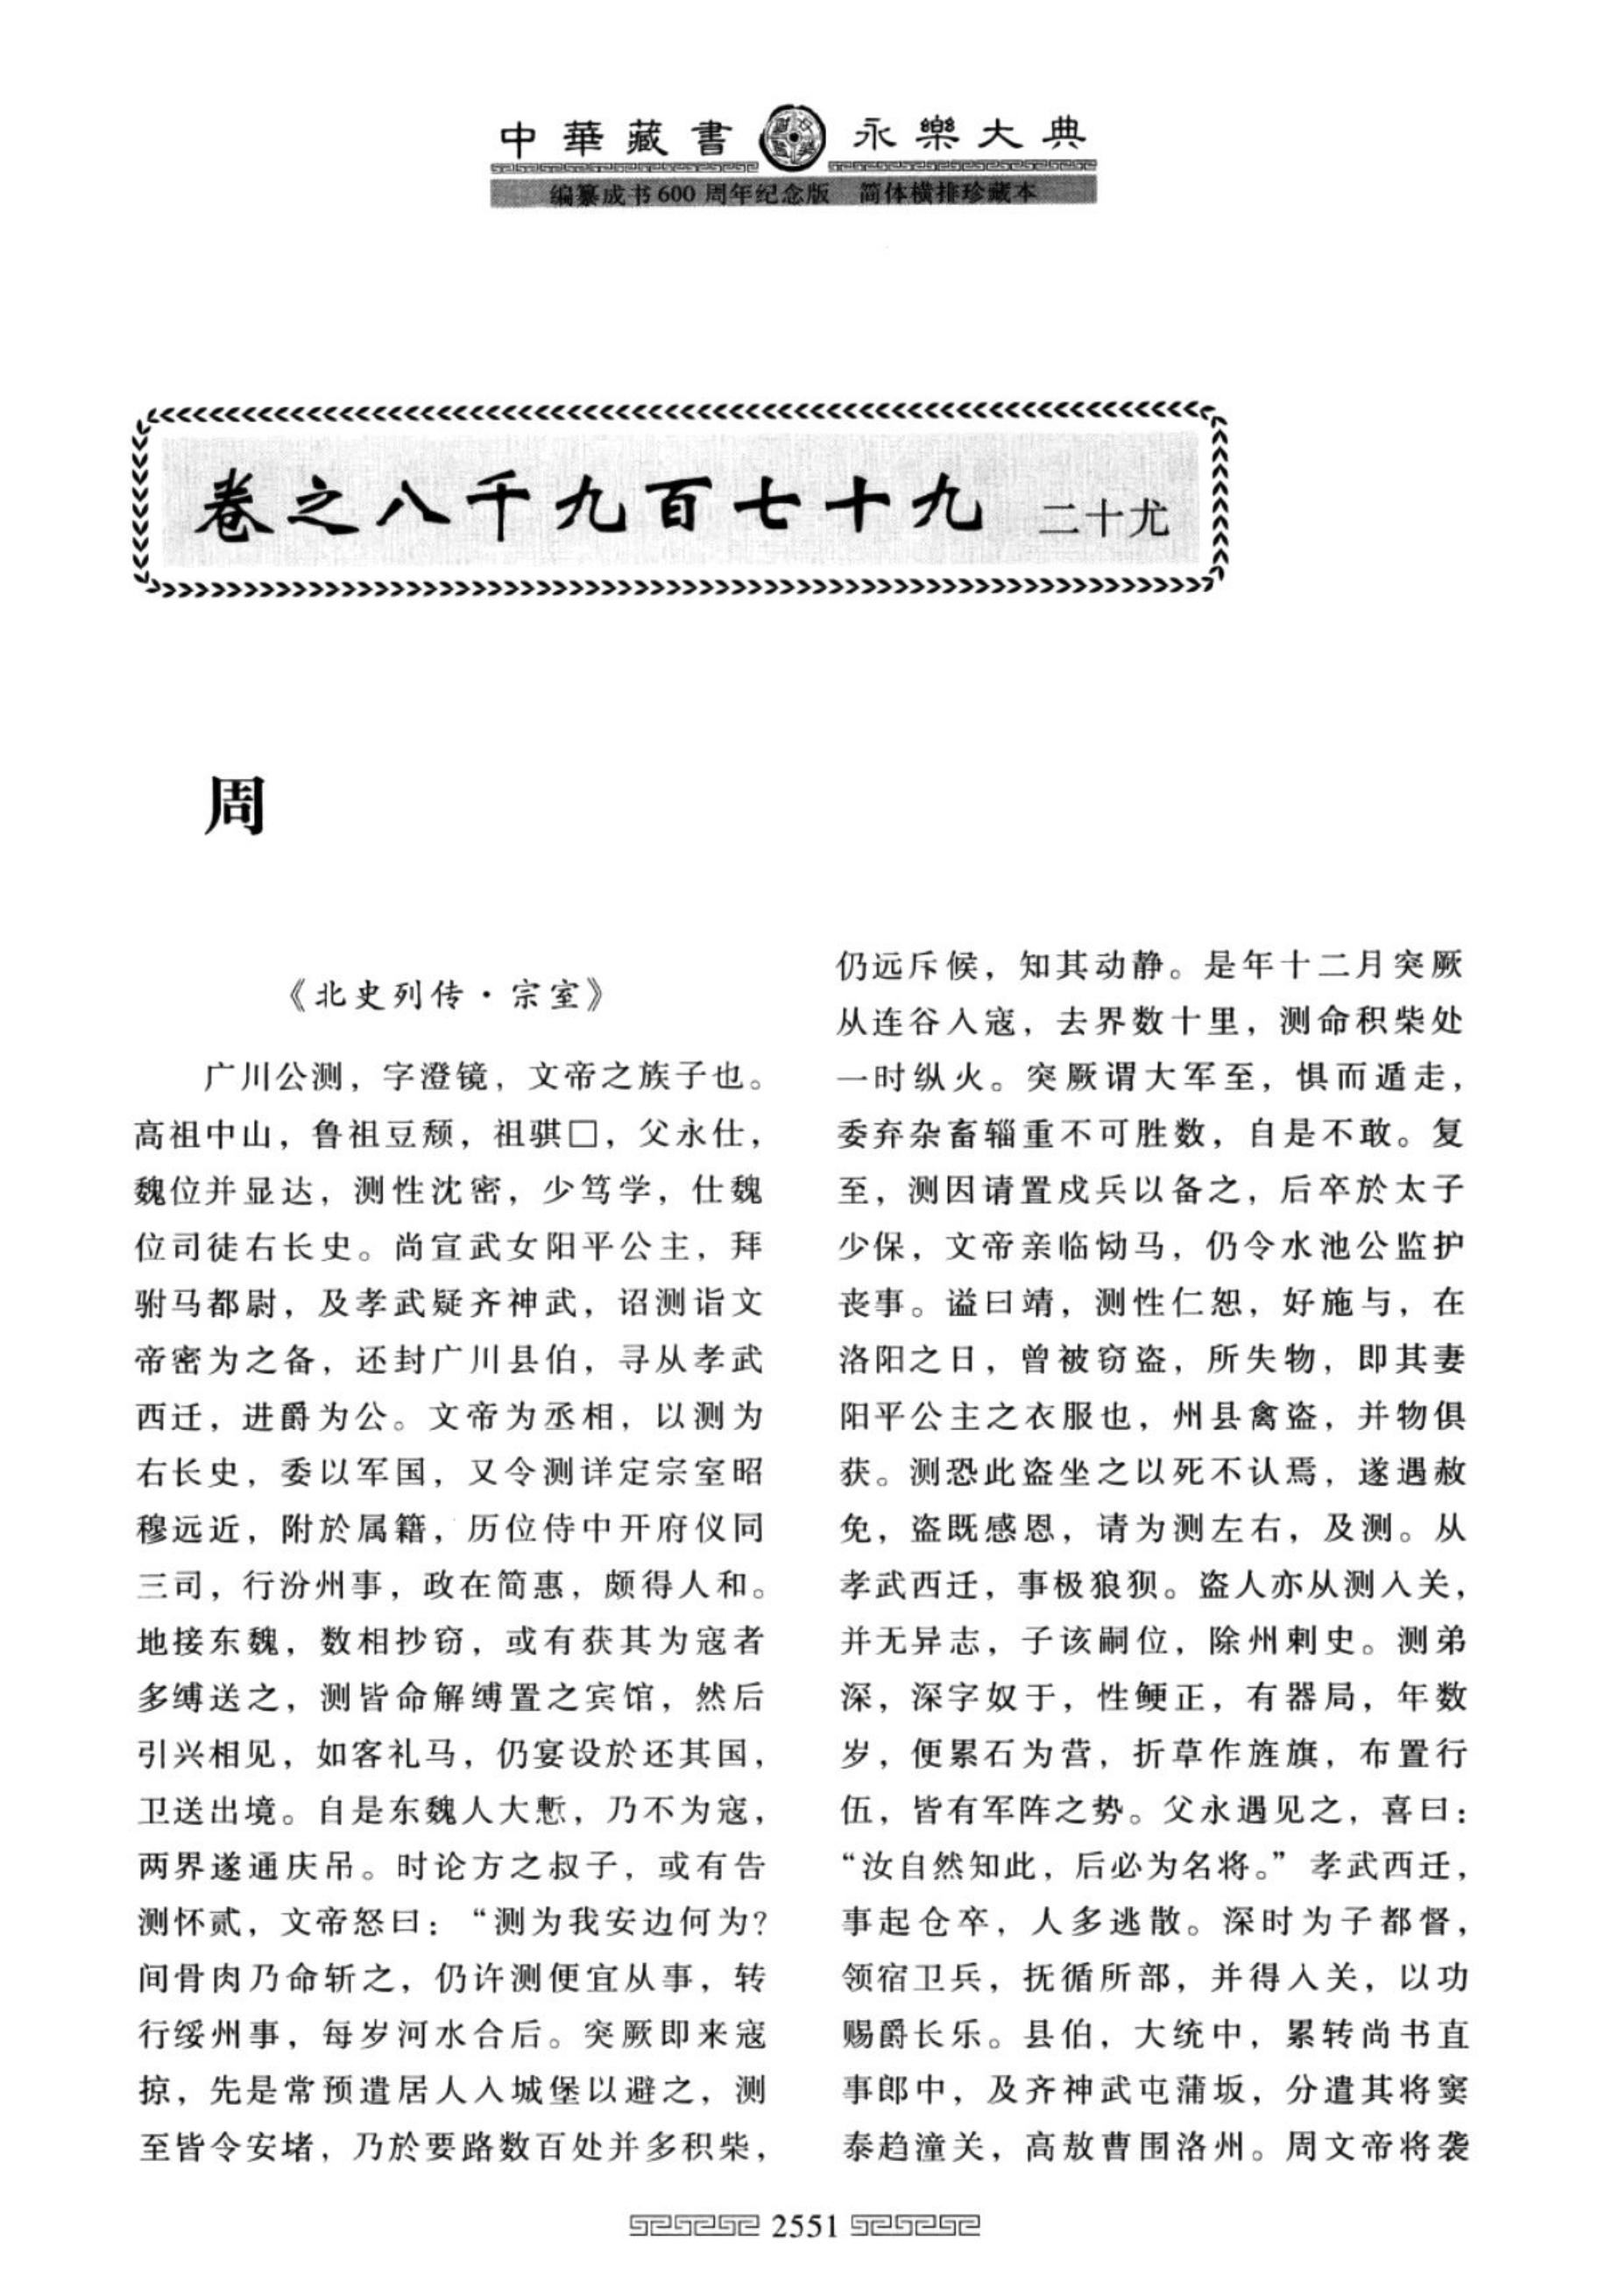 中華藏書 永樂大典
编纂成书600周年纪念版 简体横排珍藏本
卷之八千九百七十九 二十尤
周
《北史列传·宗室》
广川公测，字澄镜，文帝之族子也。
高祖中山，鲁祖豆颓，祖骐□，父永仕，
魏位并显达，测性沈密，少笃学，仕魏
位司徒右长史。尚宣武女阳平公主，拜
驸马都尉，及孝武疑齐神武，诏测诣文
帝密为之备，还封广川县伯，寻从孝武
西迁，进爵为公。文帝为丞相，以测为
右长史，委以军国，又令测详定宗室昭
穆远近，附於属籍，历位侍中开府仪同
三司，行汾州事，政在简惠，颇得人和。
地接东魏，数相抄窃，或有获其为寇者
多缚送之，测皆命解缚置之宾馆，然后
引兴相见，如客礼马，仍宴设於还其国，
卫送出境。自是东魏人大慙，乃不为寇，
两界遂通庆吊。时论方之叔子，或有告
测怀贰，文帝怒曰：“测为我安边何为？
间骨肉乃命斩之，仍许测便宜从事，转
行绥州事，每岁河水合后。突厥即来寇
掠，先是常预遣居人入城堡以避之，测
至皆令安堵，乃於要路数百处并多积柴，
仍远斥候，知其动静。是年十二月突厥
从连谷入寇，去界数十里，测命积柴处
一时纵火。突厥谓大军至，惧而遁走，
委弃杂畜辎重不可胜数，自是不敢。复
至，测因请置戍兵以备之，后卒於太子
少保，文帝亲临恸马，仍令水池公监护
丧事。谥曰靖，测性仁恕，好施与，在
洛阳之日，曾被窃盗，所失物，即其妻
阳平公主之衣服也，州县禽盗，并物俱
获。测恐此盗坐之以死不认焉，遂遇赦
免，盗既感恩，请为测左右，及测。从
孝武西迁，事极狼狈。盗人亦从测入关，
并无异志，子该嗣位，除州刺史。测弟
深，深字奴于，性鲠正，有器局，年数
岁，便累石为营，折草作旌旗，布置行
伍，皆有军阵之势。父永遇见之，喜曰：
“汝自然知此，后必为名将。”孝武西迁，
事起仓卒，人多逃散。深时为子都督，
领宿卫兵，抚循所部，并得入关，以功
赐爵长乐。县伯，大统中，累转尚书直
事郎中，及齐神武屯蒲坂，分遣其将窦
泰趋潼关，高敖曹围洛州。周文帝将袭
2551